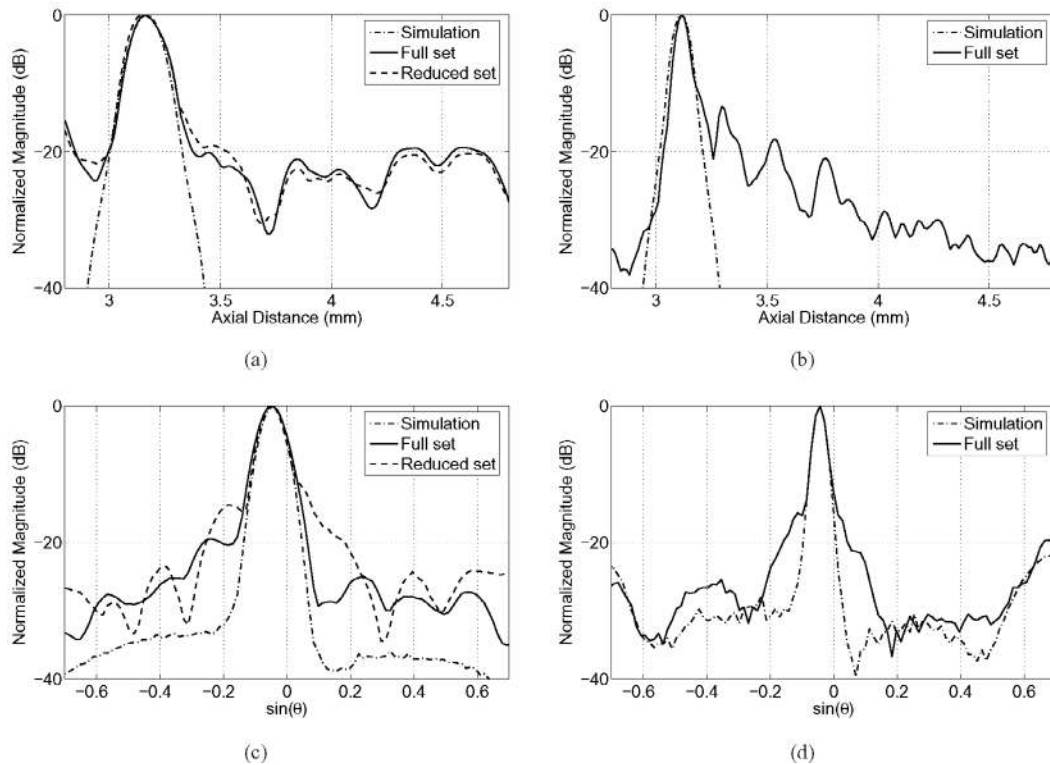 0
−20
−40
Normalized Magnitude (dB)
Simulation
Full set
Reduced set
3 3.5 4 4.5
Axial Distance (mm)
(a)
0
−20
−40
Normalized Magnitude (dB)
Simulation
Full set
3 3.5 4 4.5
Axial Distance (mm)
(b)
0
−20
−40
Normalized Magnitude (dB)
Simulation
Full set
Reduced set
−0.6 −0.4 −0.2 0 0.2 0.4 0.6
sin(θ)
(c)
0
−20
−40
Normalized Magnitude (dB)
Simulation
Full set
−0.6 −0.4 −0.2 0 0.2 0.4 0.6
sin(θ)
(d)